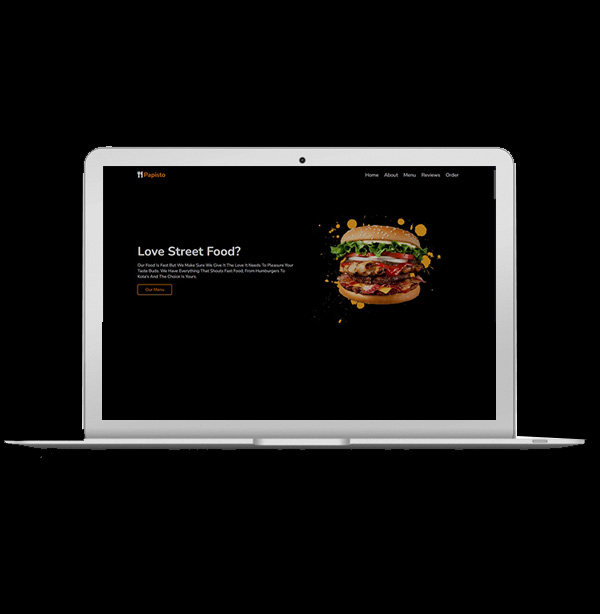 Papisto
Home About Menu Reviews Order
Love Street Food?
Our Food Is Fast But We Make Sure We Give It The Love It Needs To Pleasure Your
Taste Buds. We Have Everything That Shouts Fast Food, From Humburgers To
Kota's And The Choice Is Yours.
Our Menu